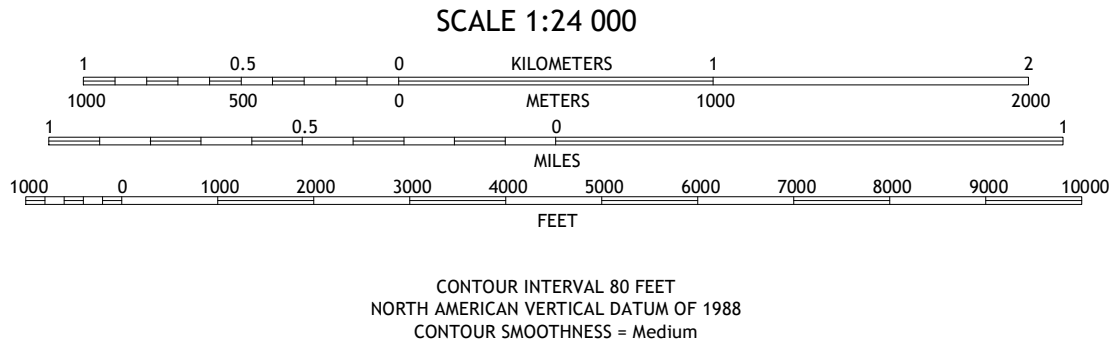 SCALE 1:24 000
1 0.5 0 KILOMETERS 1 2
1000 500 0 METERS 1000 2000
1 0.5 0 1
MILES
1000 0 1000 2000 3000 4000 5000 6000 7000 8000 9000 10000
FEET
CONTOUR INTERVAL 80 FEET
NORTH AMERICAN VERTICAL DATUM OF 1988
CONTOUR SMOOTHNESS = Medium